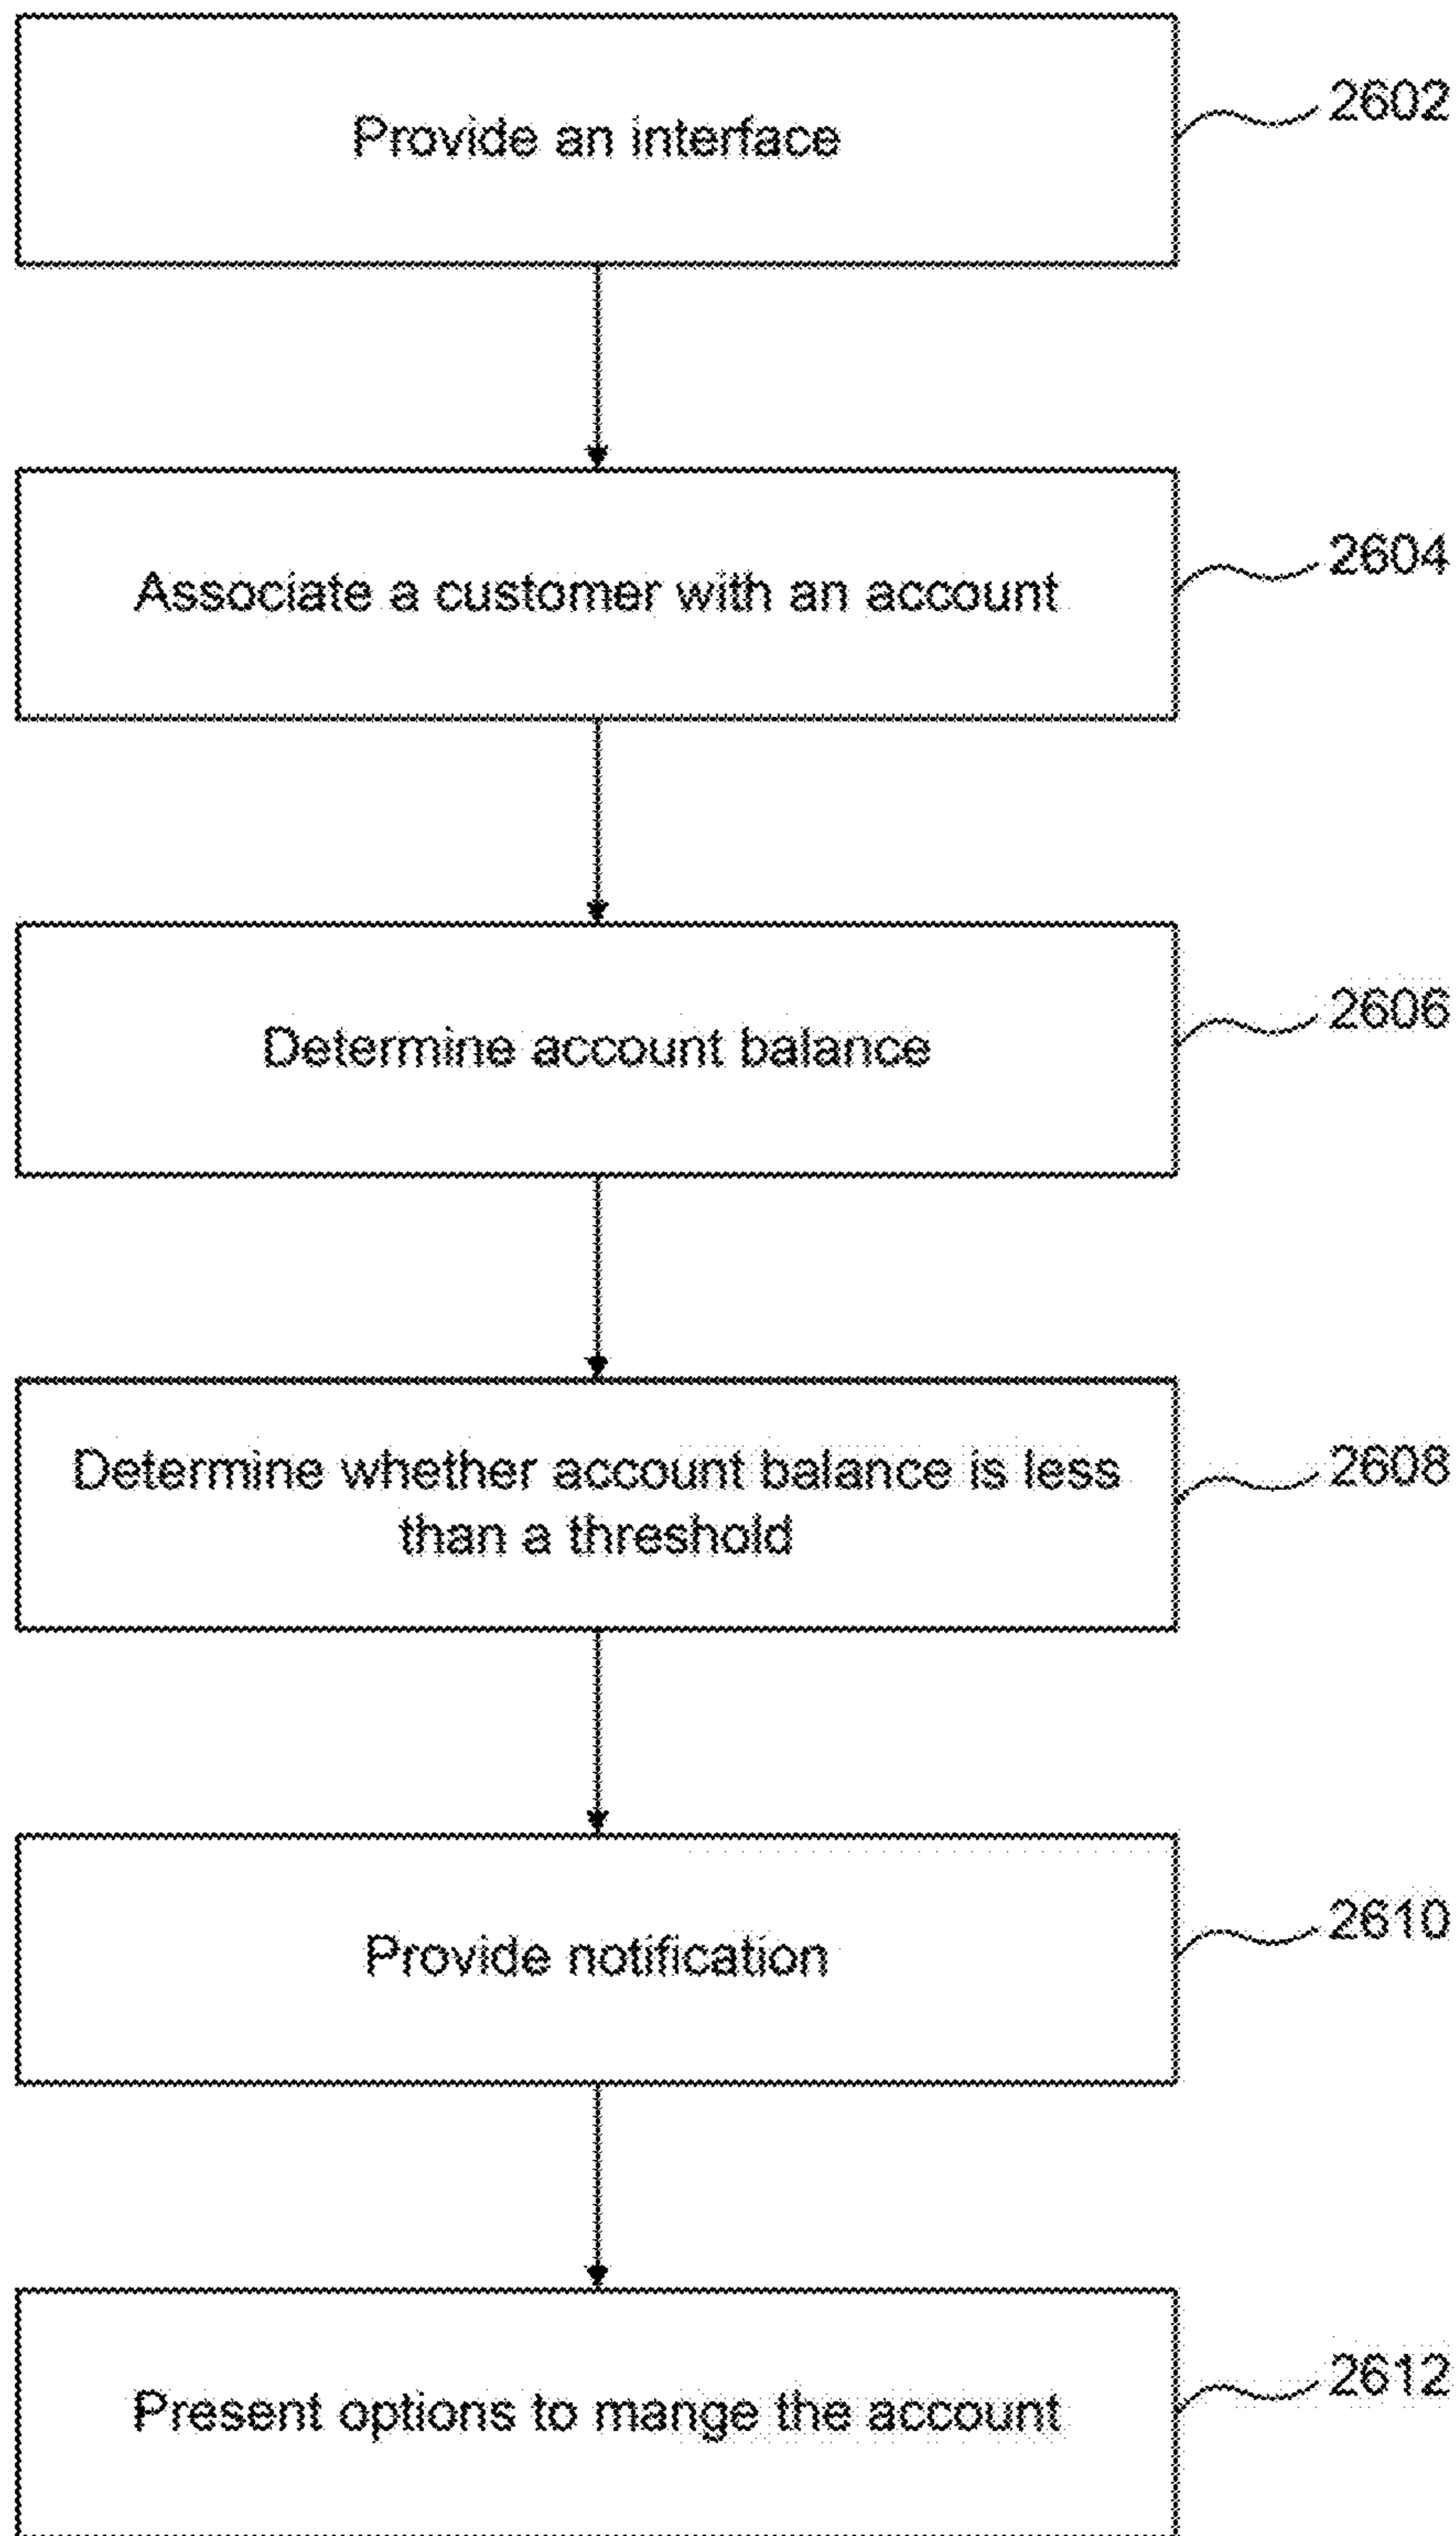 Provide an interface
2602
Associate a customer with an account
2604
Determine account balance
2606
Determine whether account balance is less
than a threshold
2608
Provide notification
2610
Present options to mange the account
2612